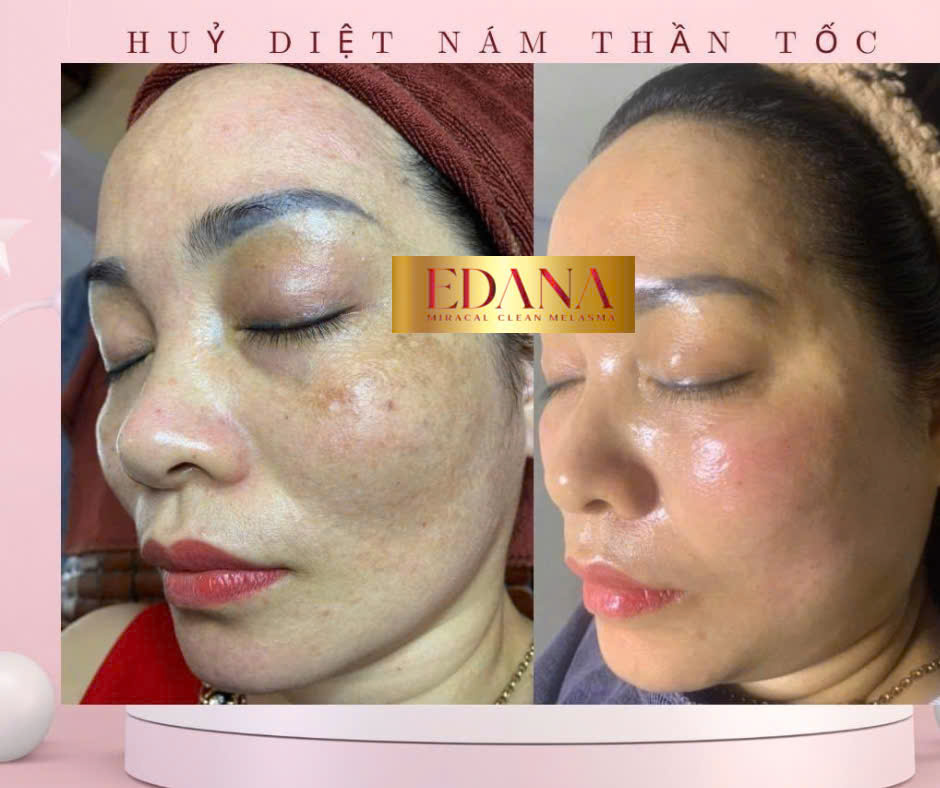 HUỶ DIỆT NÁM THẦN TỐC
EDANA
MIRACAL CLEAN MELASMA